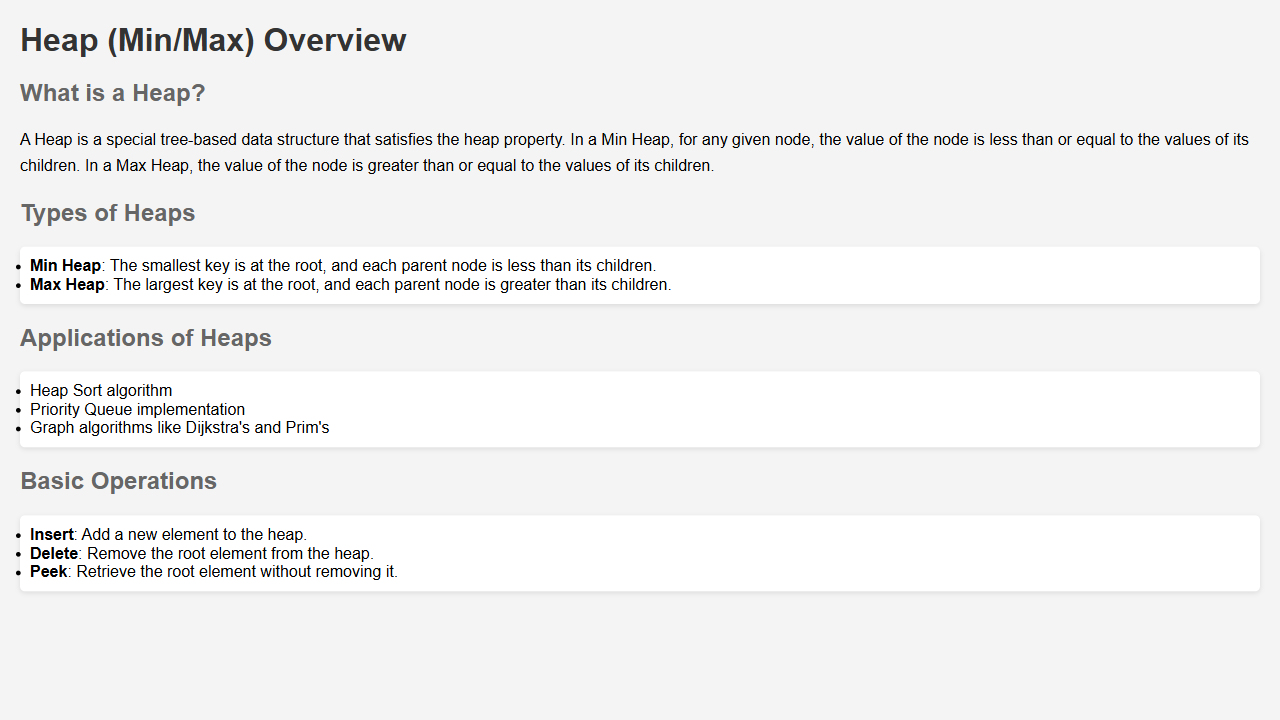 Heap (Min/Max) Overview
What is a Heap?
A Heap is a special tree-based data structure that satisfies the heap property. In a Min Heap, for any given node, the value of the node is less than or equal to the values of its
children. In a Max Heap, the value of the node is greater than or equal to the values of its children.
Types of Heaps
• Min Heap: The smallest key is at the root, and each parent node is less than its children.
• Max Heap: The largest key is at the root, and each parent node is greater than its children.
Applications of Heaps
• Heap Sort algorithm
• Priority Queue implementation
• Graph algorithms like Dijkstra's and Prim's
Basic Operations
• Insert: Add a new element to the heap.
• Delete: Remove the root element from the heap.
• Peek: Retrieve the root element without removing it.